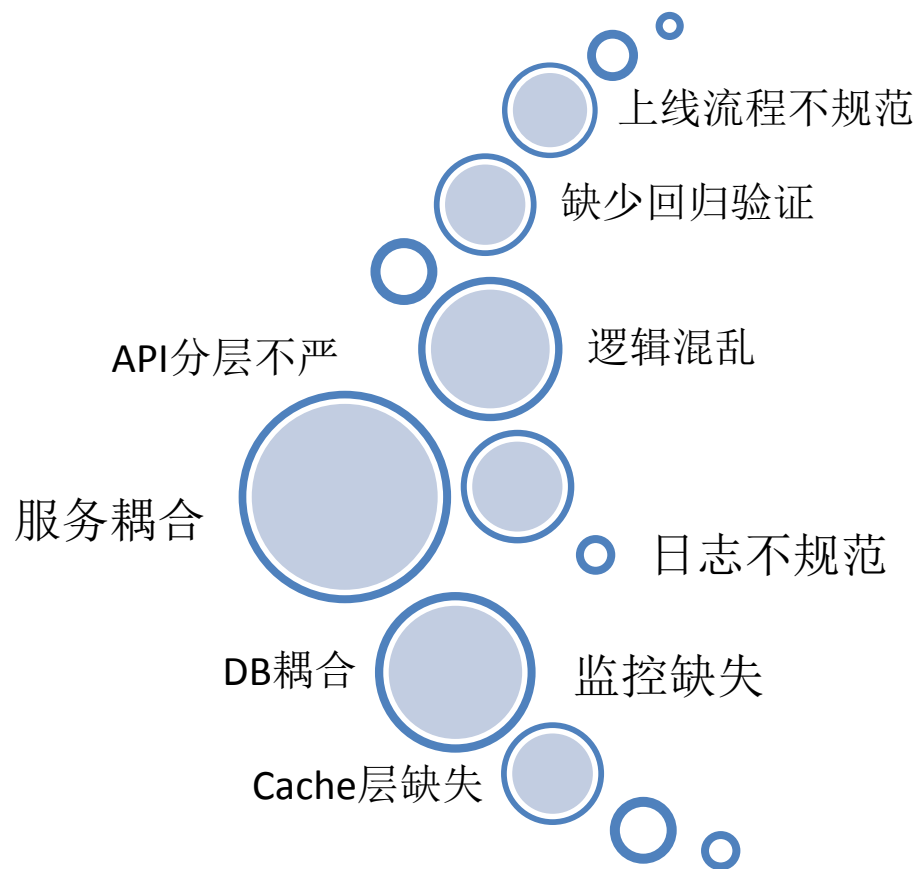 上线流程不规范
缺少回归验证
API分层不严
逻辑混乱
服务耦合
日志不规范
DB耦合
监控缺失
Cache层缺失